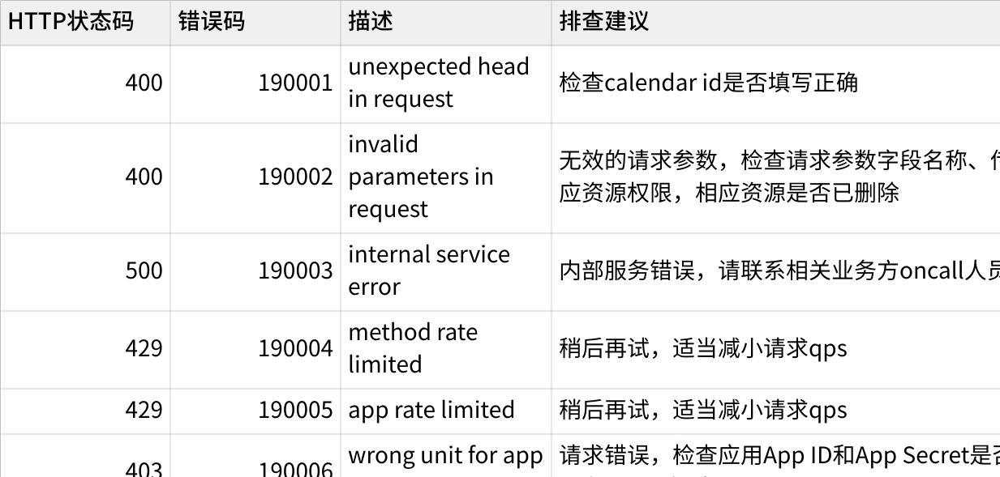 HTTP状态码 错误码 描述 排查建议
400 190001 unexpected head in request 检查calendar id是否填写正确
400 190002 invalid parameters in request 无效的请求参数，检查请求参数字段名称、
应资源权限，相应资源是否已删除
500 190003 internal service error 内部服务错误，请联系相关业务方oncall人员
429 190004 method rate limited 稍后再试，适当减小请求qps
429 190005 app rate limited 稍后再试，适当减小请求qps
403 190006 wrong unit for app 请求错误，检查应用App ID和App Secret是否